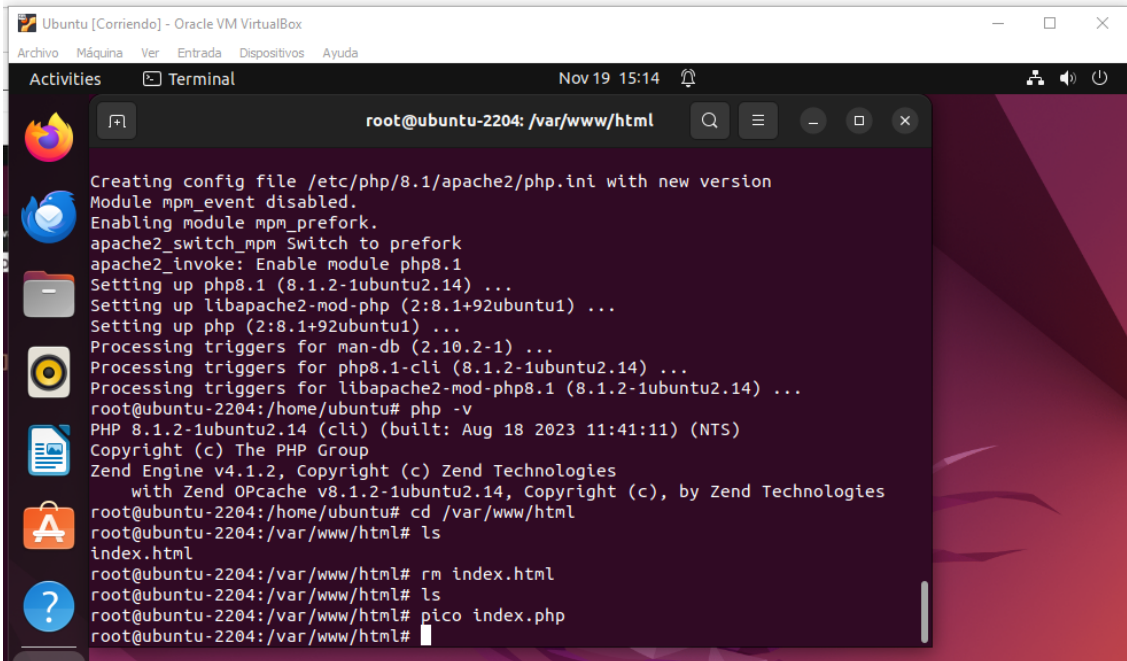 Ubuntu [Corriendo] - Oracle VM VirtualBox
Archivo Máquina Ver Entrada Dispositivos Ayuda
Activities Terminal Nov 19 15:14
root@ubuntu-2204: /var/www/html
Creating config file /etc/php/8.1/apache2/php.ini with new version
Module mpm_event disabled.
Enabling module mpm_prefork.
apache2_switch_mpm Switch to prefork
apache2_invoke: Enable module php8.1
Setting up php8.1 (8.1.2-1ubuntu2.14) ...
Setting up libapache2-mod-php (2:8.1+92ubuntu1) ...
Setting up php (2:8.1+92ubuntu1) ...
Processing triggers for man-db (2.10.2-1) ...
Processing triggers for php8.1-cli (8.1.2-1ubuntu2.14) ...
Processing triggers for libapache2-mod-php8.1 (8.1.2-1ubuntu2.14) ...
root@ubuntu-2204:/home/ubuntu# php -v
PHP 8.1.2-1ubuntu2.14 (cli) (built: Aug 18 2023 11:41:11) (NTS)
Copyright (c) The PHP Group
Zend Engine v4.1.2, Copyright (c) Zend Technologies
    with Zend OPcache v8.1.2-1ubuntu2.14, Copyright (c), by Zend Technologies
root@ubuntu-2204:/home/ubuntu# cd /var/www/html
root@ubuntu-2204:/var/www/html# ls
index.html
root@ubuntu-2204:/var/www/html# rm index.html
root@ubuntu-2204:/var/www/html# ls
root@ubuntu-2204:/var/www/html# pico index.php
root@ubuntu-2204:/var/www/html#